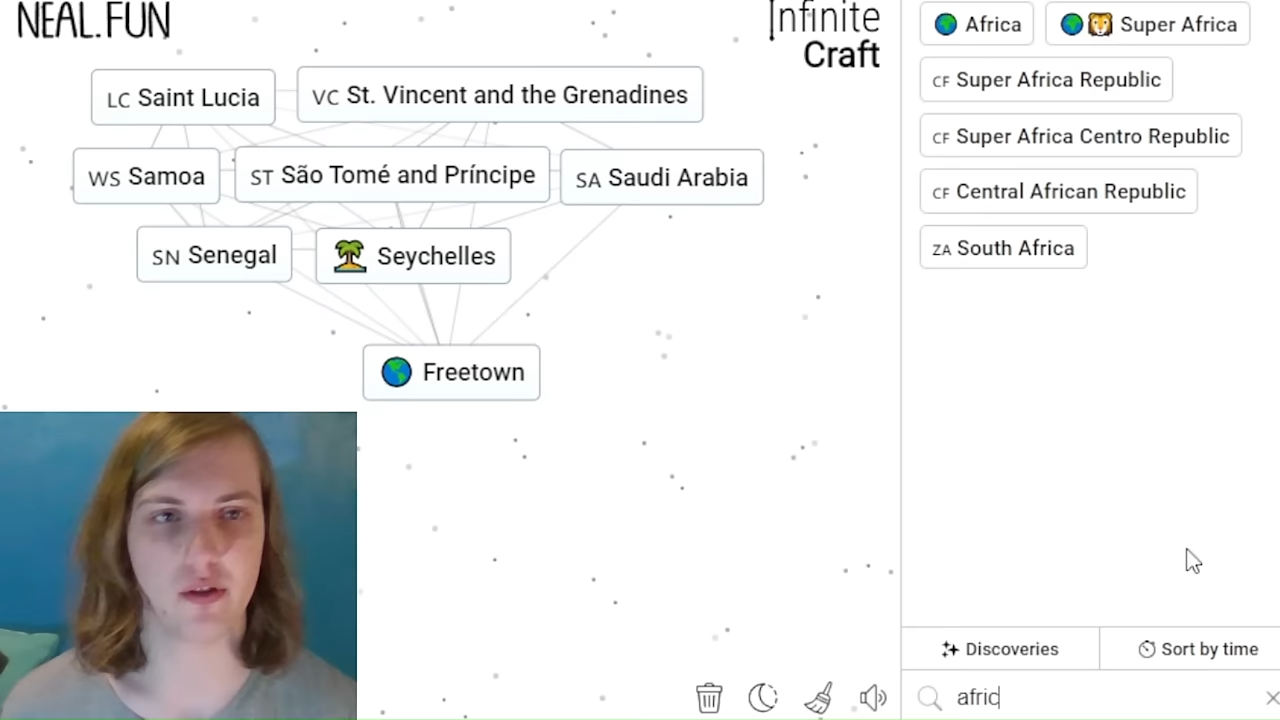 NEAL.FUN
Infinite
Craft
LC Saint Lucia
VC St. Vincent and the Grenadines
WS Samoa
ST São Tomé and Príncipe
SA Saudi Arabia
SN Senegal
Seychelles
Freetown
Africa
Super Africa
CF Super Africa Republic
CF Super Africa Centro Republic
CF Central African Republic
ZA South Africa
Discoveries
Sort by time
afric